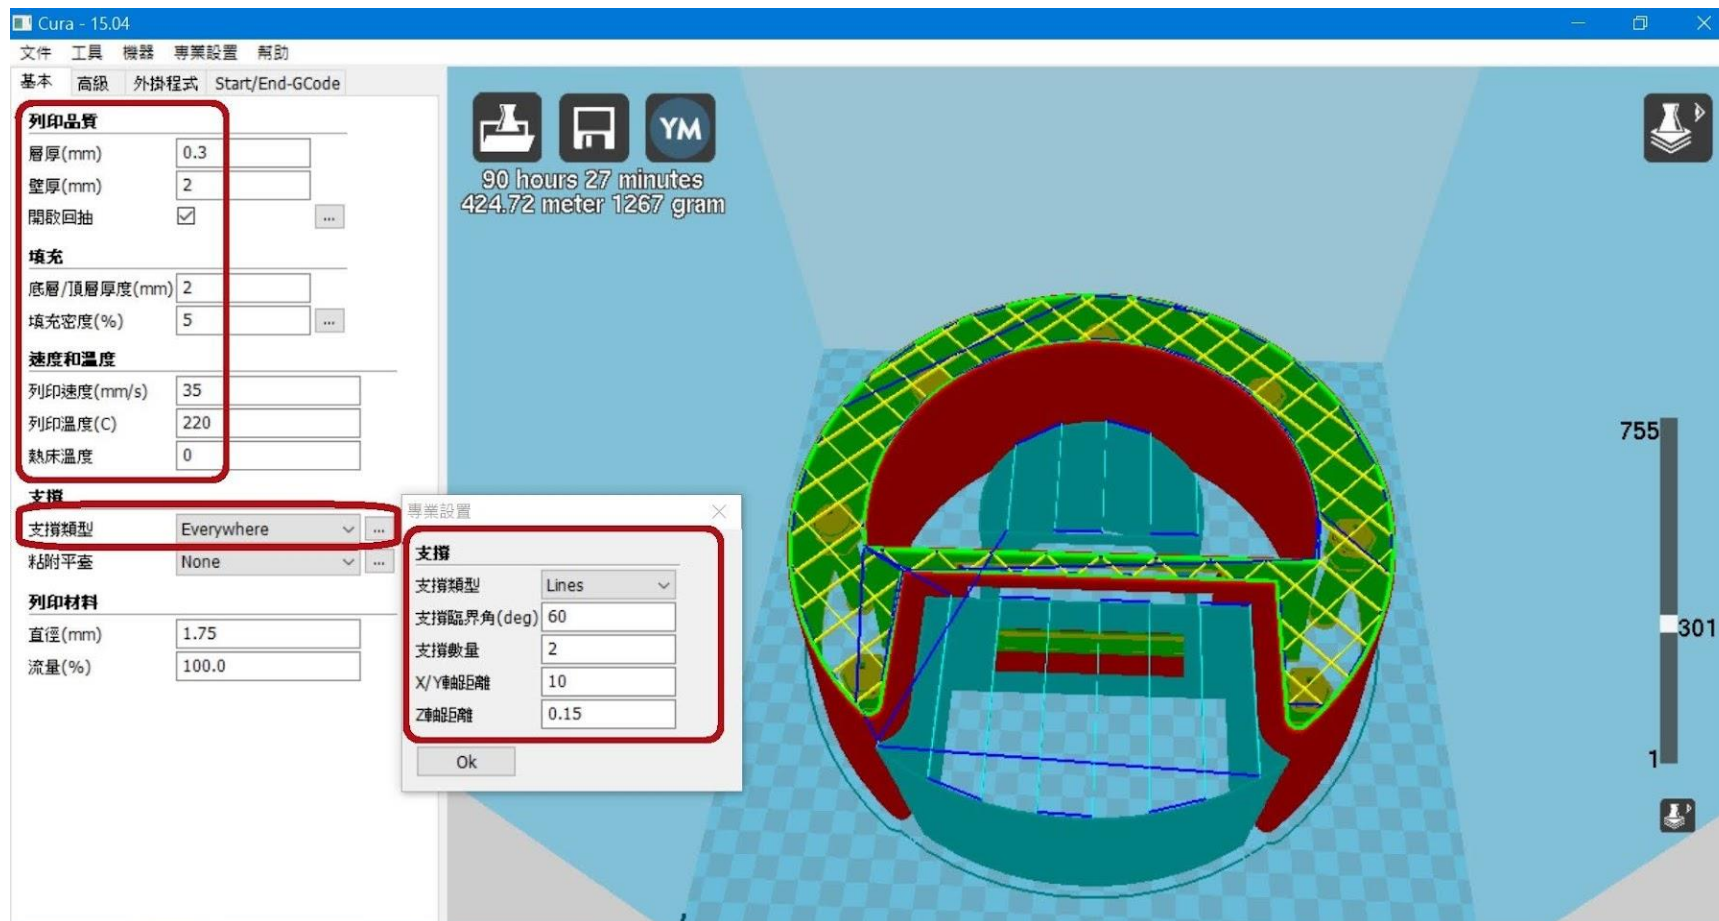 Cura - 15.04
文件 工具 機器 專業設置 幫助
基本 高級 外掛程式 Start/End-GCode
列印品質
層厚(mm) 0.3
壁厚(mm) 2
開啟回抽 ...
填充
底層/頂層厚度(mm) 2
填充密度(%) 5 ...
速度和溫度
列印速度(mm/s) 35
列印溫度(C) 220
熱床溫度 0
支撐
支撐類型 Everywhere ...
粘附平臺 None ...
列印材料
直徑(mm) 1.75
流量(%) 100.0
專業設置
支撐
支撐類型 Lines
支撐臨界角(deg) 60
支撐數量 2
X/Y軸距離 10
Z軸距離 0.15
Ok
YM
90 hours 27 minutes
424.72 meter 1267 gram
755
301
1